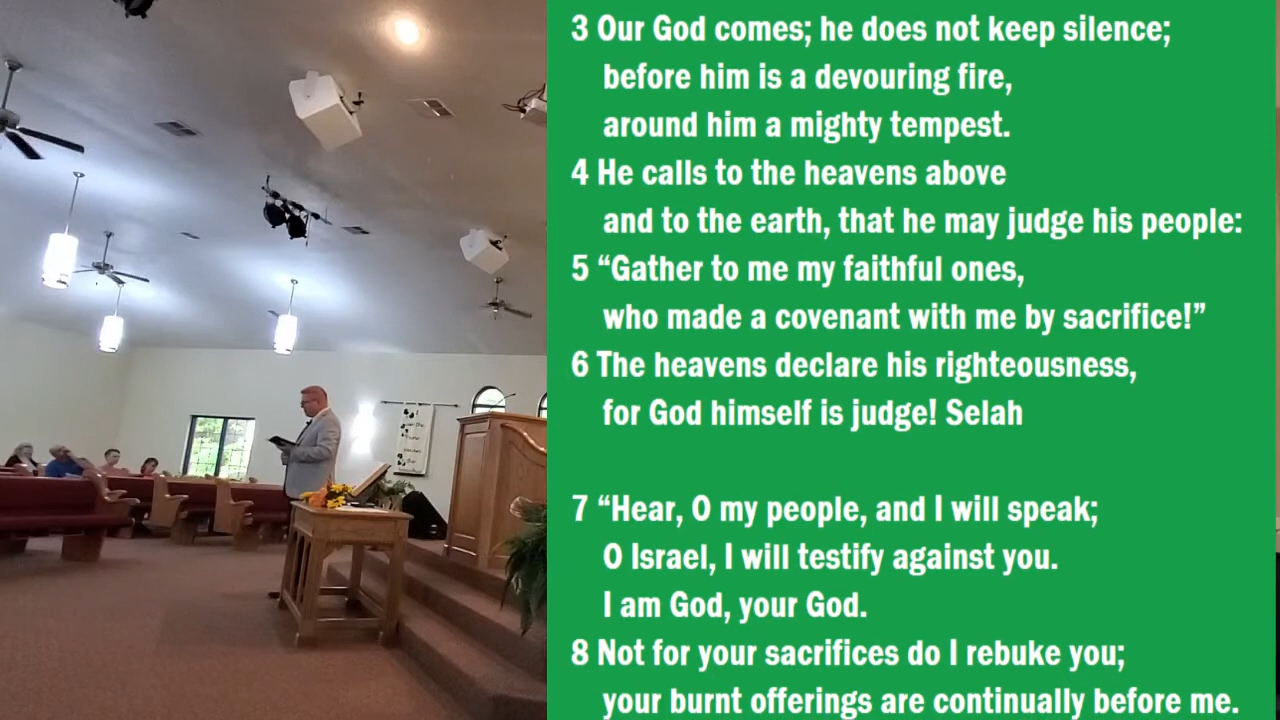 3 Our God comes; he does not keep silence;
before him is a devouring fire,
around him a mighty tempest.
4 He calls to the heavens above
and to the earth, that he may judge his people:
5 “Gather to me my faithful ones,
who made a covenant with me by sacrifice!”
6 The heavens declare his righteousness,
for God himself is judge! Selah
7 “Hear, O my people, and I will speak;
O Israel, I will testify against you.
I am God, your God.
8 Not for your sacrifices do I rebuke you;
your burnt offerings are continually before me.